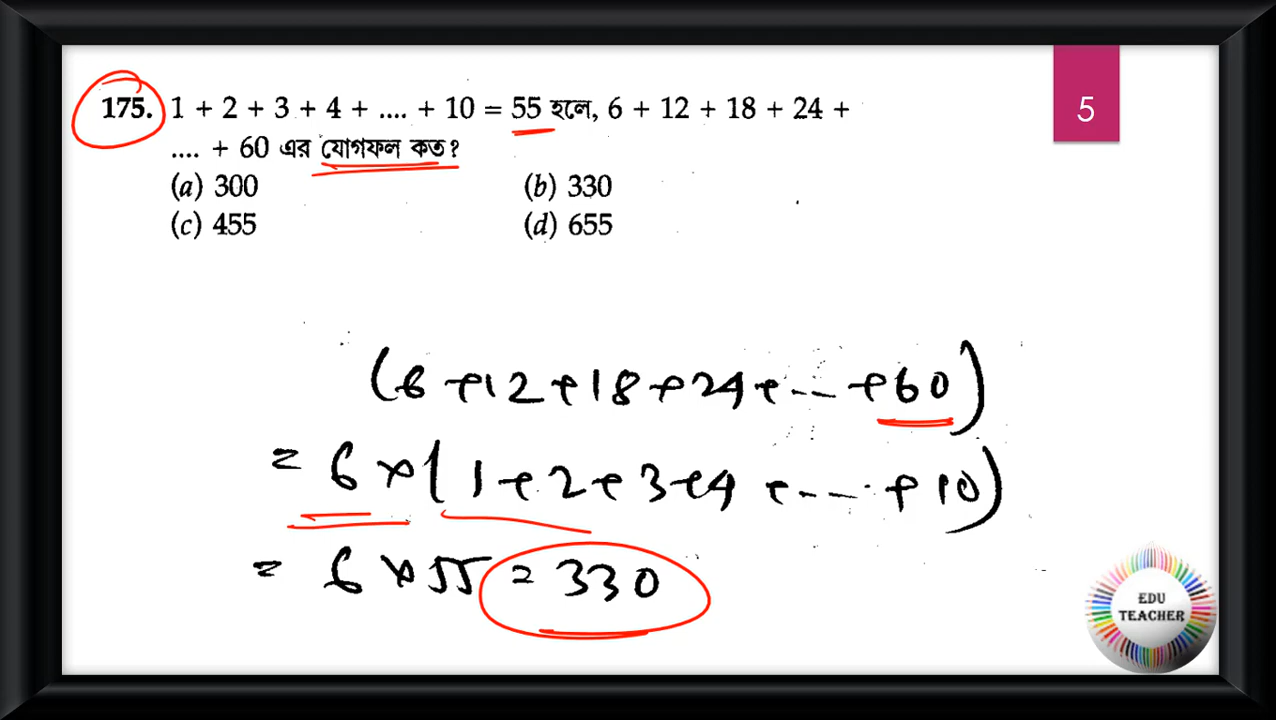 5
175. 1 + 2 + 3 + 4 + .... + 10 = 55 হলে, 6 + 12 + 18 + 24 +
.... + 60 এর যোগফল কত?
(a) 300 (b) 330
(c) 455 (d) 655
(6+12+18+24+...+60)
= 6×(1+2+3+4+...+10)
= 6×55 = 330
EDU
TEACHER